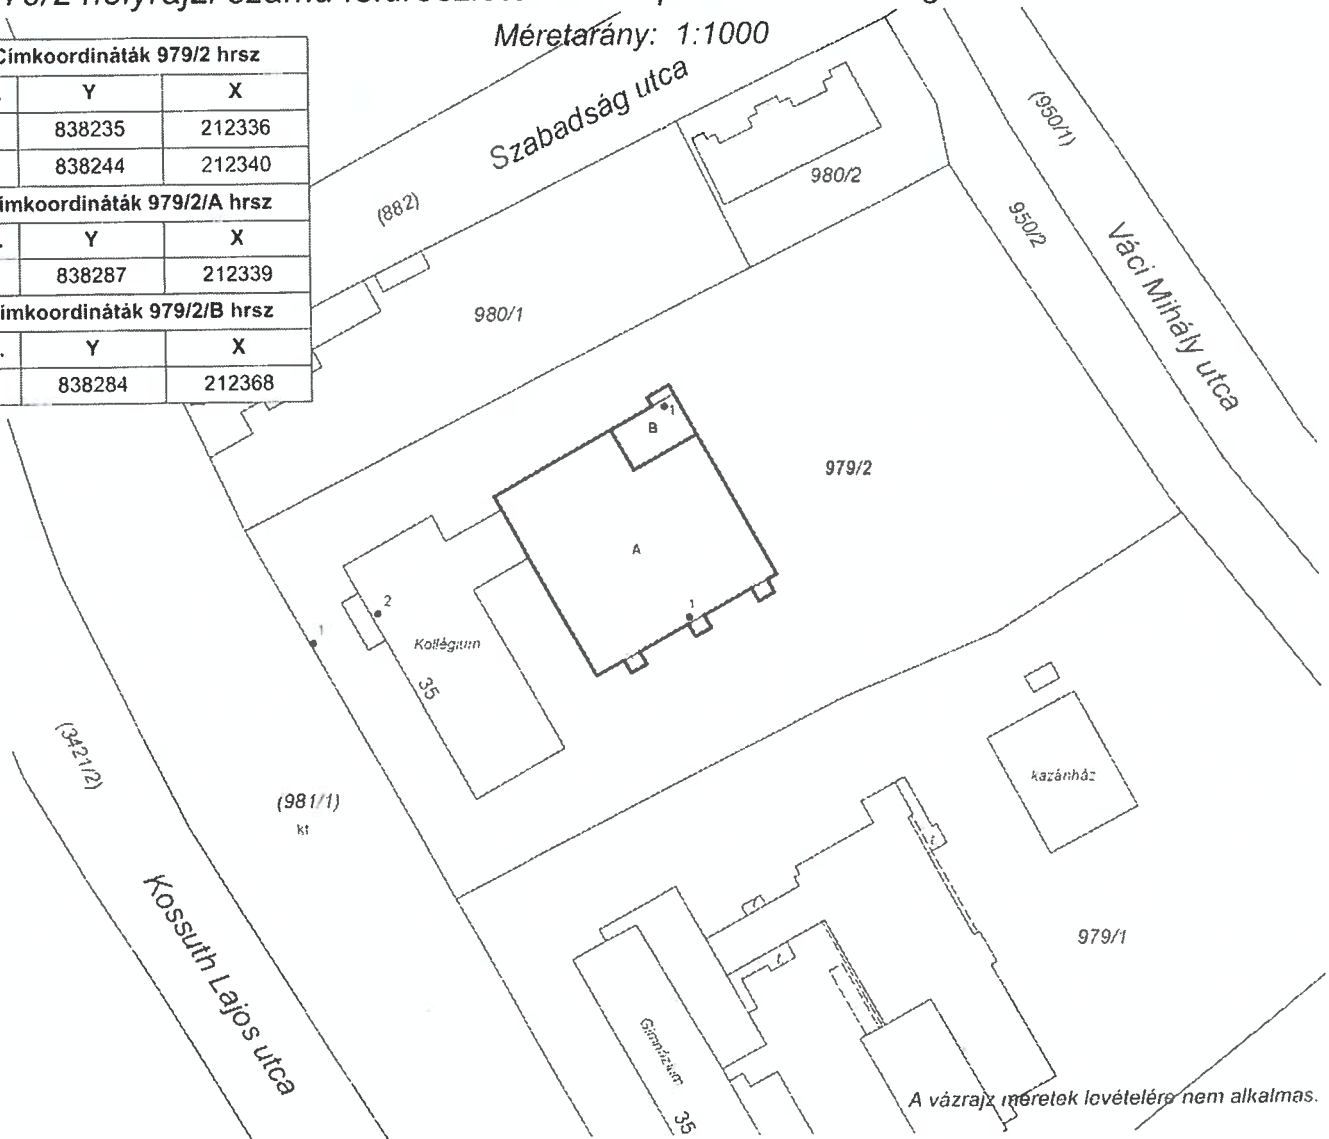 Méretarány: 1:1000
Címkoordináták 979/2 hrsz
Y X
838235 212336
838244 212340
ímkoordináták 979/2/A hrsz
. Y X
838287 212339
ímkoordináták 979/2/B hrsz
. Y X
838284 212368
Szabadság utca
(882)
980/2
(950/1)
950/2
Váci Mihály utca
980/1
1
B
979/2
A
2
1
1
Kollégium
35
(3421/2)
(981/1)
kt
kazánház
Kossuth Lajos utca
979/1
Gimnázium
35
A vázrajz méretek levételére nem alkalmas.